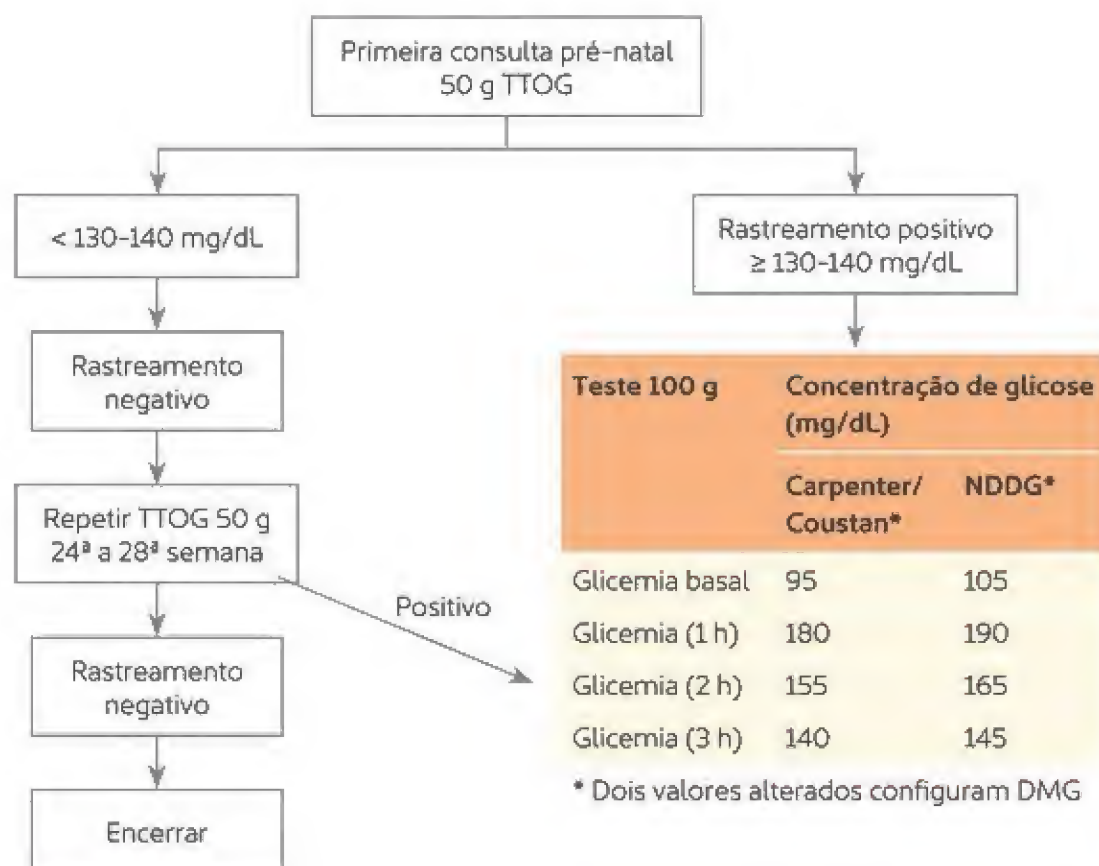 Primeira consulta pré-natal
50 g TTOG
< 130-140 mg/dL
Rastreamento
negativo
Repetir TTOG 50 g
24ª a 28ª semana
Positivo
Rastreamento
negativo
Encerrar
Rastreamento positivo
≥ 130-140 mg/dL
Teste 100 g Concentração de glicose
(mg/dL)
Carpenter/ NDDG*
Coustan*
Glicemia basal 95 105
Glicemia (1 h) 180 190
Glicemia (2 h) 155 165
Glicemia (3 h) 140 145
* Dois valores alterados configuram DMG